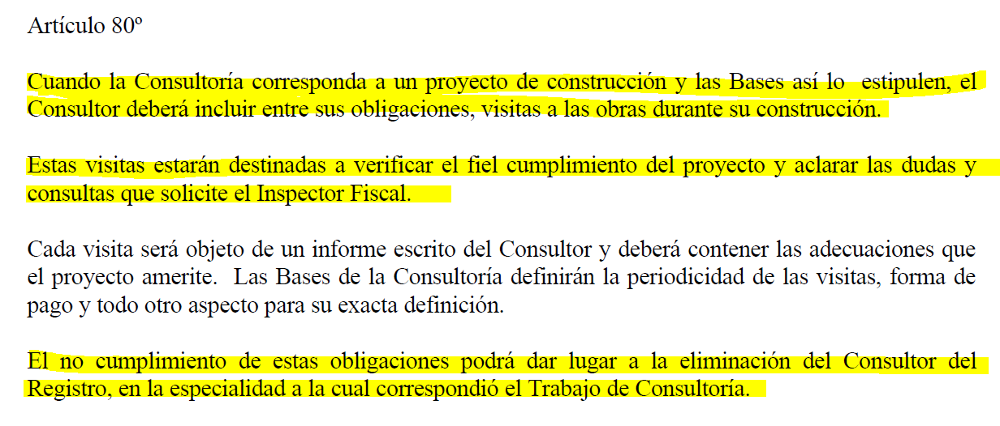 Artículo 80º
Cuando la Consultoría corresponda a un proyecto de construcción y las Bases así lo estipulen, el
Consultor deberá incluir entre sus obligaciones, visitas a las obras durante su construcción.
Estas visitas estarán destinadas a verificar el fiel cumplimiento del proyecto y aclarar las dudas y
consultas que solicite el Inspector Fiscal.
Cada visita será objeto de un informe escrito del Consultor y deberá contener las adecuaciones que
el proyecto amerite. Las Bases de la Consultoría definirán la periodicidad de las visitas, forma de
pago y todo otro aspecto para su exacta definición.
El no cumplimiento de estas obligaciones podrá dar lugar a la eliminación del Consultor del
Registro, en la especialidad a la cual correspondió el Trabajo de Consultoría.